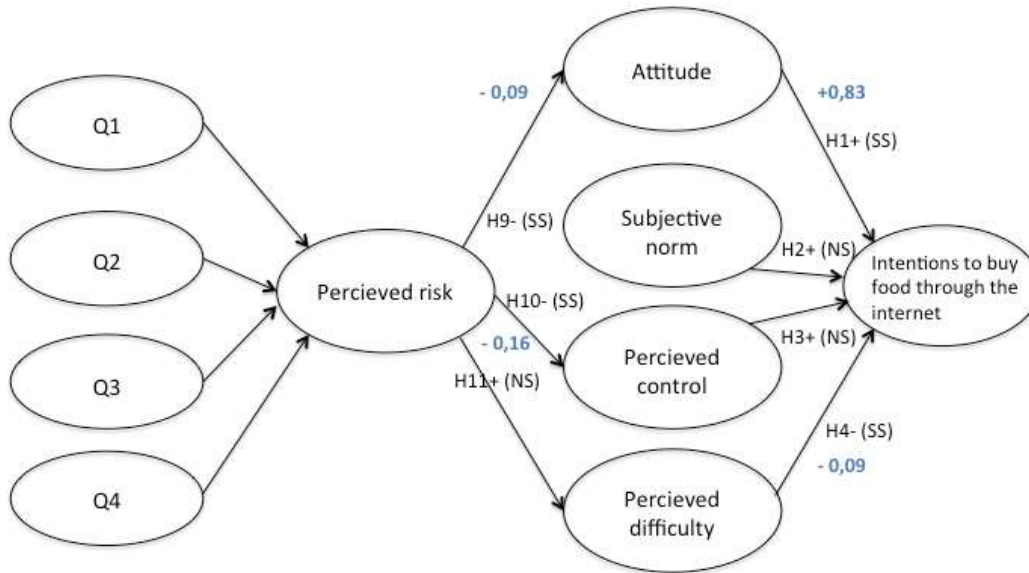 Attitude
- 0,09
+0,83
Q1
H1+ (SS)
H9- (SS)
Subjective
norm
H2+ (NS)
Q2
Percieved risk
Intentions to buy
food through the
internet
H10- (SS)
- 0,16
H3+ (NS)
Percieved
control
Q3
H11+ (NS)
H4- (SS)
- 0,09
Q4
Percieved
difficulty